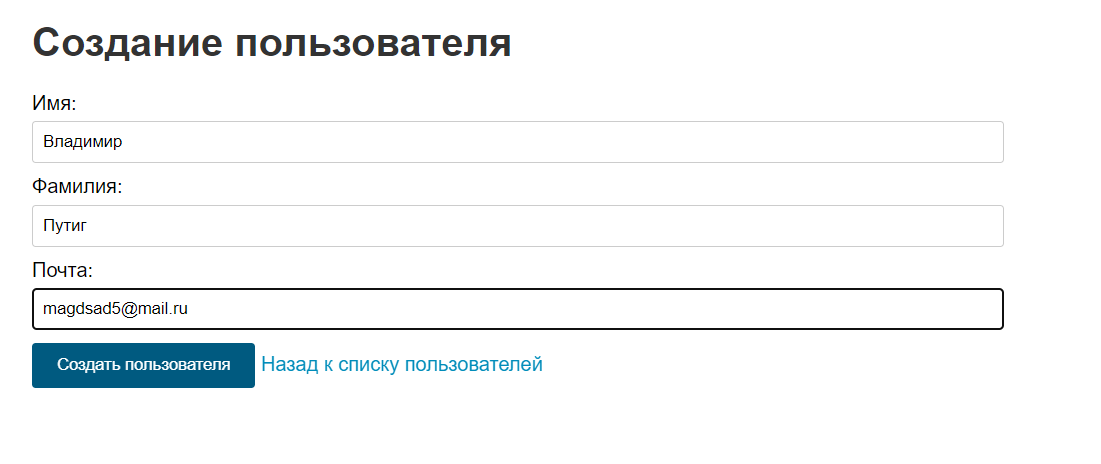 Создание пользователя
Имя:
Владимир
Фамилия:
Путиг
Почта:
magdsad5@mail.ru
Создать пользователя Назад к списку пользователей